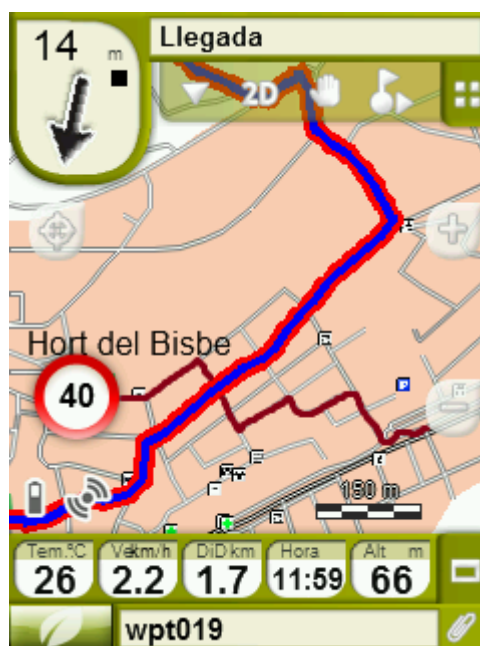 14 m
Llegada
2D
Hort del Bisbe
40
150 m
Tem.ºC
Vekm/h
DiD km
Hora
Alt m
26
2.2
1.7
11:59
66
wpt019